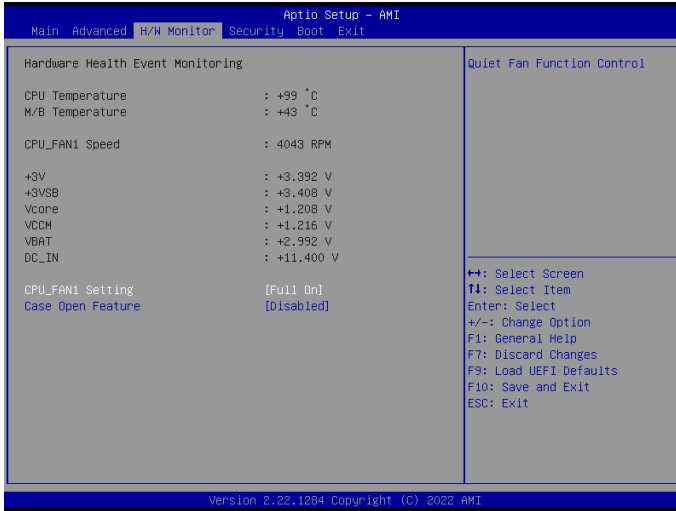 Aptio Setup - AMI
Main Advanced H/W Monitor Security Boot Exit
Hardware Health Event Monitoring
CPU Temperature : +99 °C
M/B Temperature : +43 °C
CPU_FAN1 Speed : 4043 RPM
+3V : +3.392 V
+3VSB : +3.408 V
Vcore : +1.208 V
VCCM : +1.216 V
VBAT : +2.992 V
DC_IN : +11.400 V
CPU_FAN1 Setting [Full On]
Case Open Feature [Disabled]
Quiet Fan Function Control
↔: Select Screen
↑↓: Select Item
Enter: Select
+/-: Change Option
F1: General Help
F7: Discard Changes
F9: Load UEFI Defaults
F10: Save and Exit
ESC: Exit
Version 2.22.1284 Copyright (C) 2022 AMI